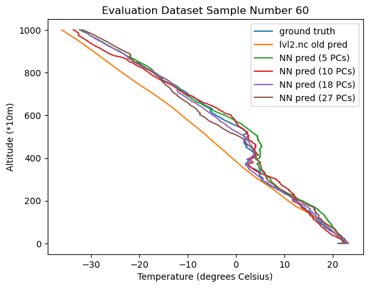 Evaluation Dataset Sample Number 60
ground truth
lvl2.nc old pred
NN pred (5 PCs)
NN pred (10 PCs)
NN pred (18 PCs)
NN pred (27 PCs)
Altitude (*10m)
1000
800
600
400
200
0
−30
−20
−10
0
10
20
Temperature (degrees Celsius)